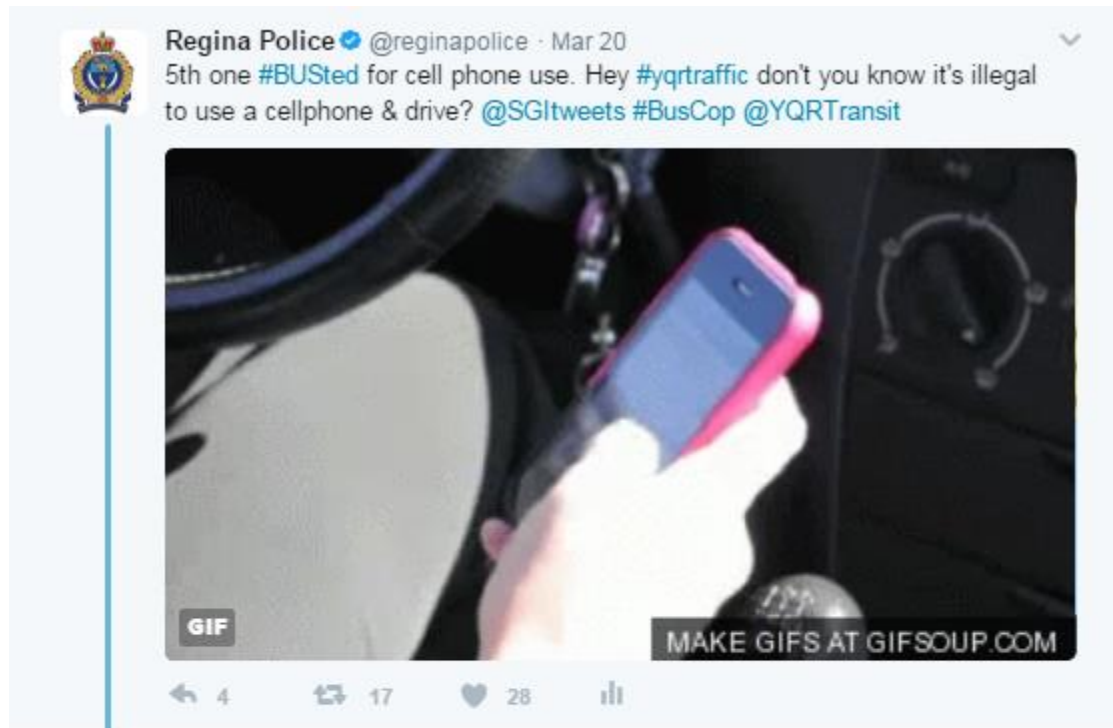 Regina Police @reginapolice · Mar 20
5th one #BUSted for cell phone use. Hey #yqrtraffic don't you know it's illegal
to use a cellphone & drive? @SGItweets #BusCop @YQRTransit
GIF
MAKE GIFS AT GIFSOUP.COM
4 17 28